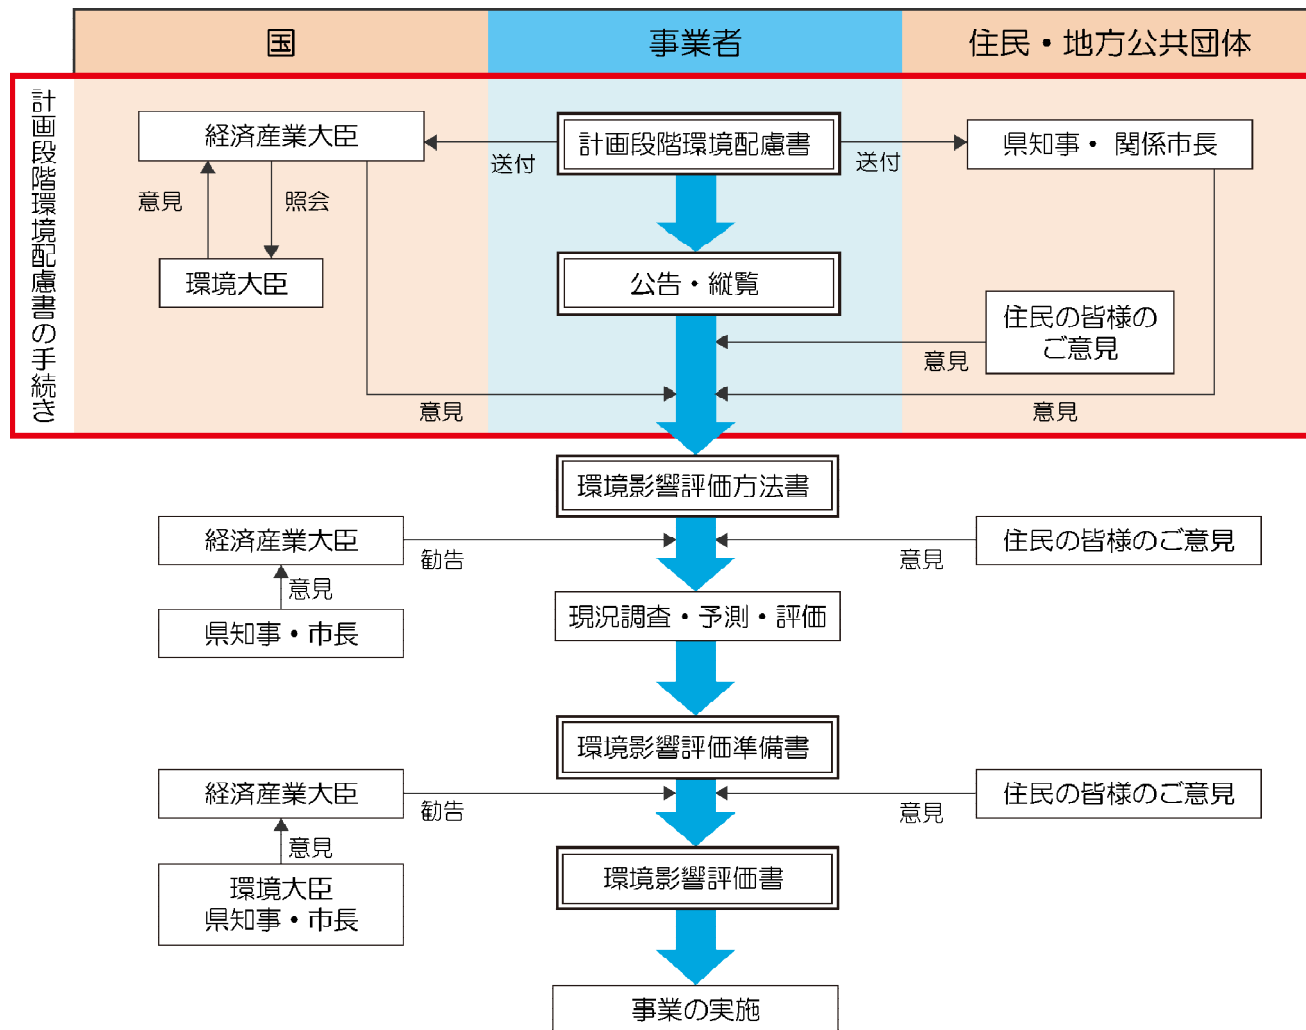 国
事業者
住民・地方公共団体
計画段階環境配慮書の手続き
経済産業大臣
送付
計画段階環境配慮書
送付
県知事・関係市長
意見
照会
環境大臣
公告・縦覧
住民の皆様の
ご意見
意見
意見
意見
環境影響評価方法書
経済産業大臣
勧告
意見
住民の皆様のご意見
意見
県知事・市長
現況調査・予測・評価
環境影響評価準備書
経済産業大臣
勧告
意見
住民の皆様のご意見
意見
環境大臣
県知事・市長
環境影響評価書
事業の実施